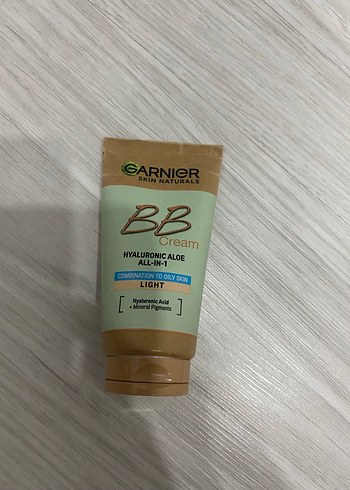 GARNIER
SKIN NATURALS
BB
Cream
HYALURONIC ALOE
ALL-IN-1
COMBINATION TO OILY SKIN
LIGHT
Hyaluronic Acid
+ Mineral Pigments